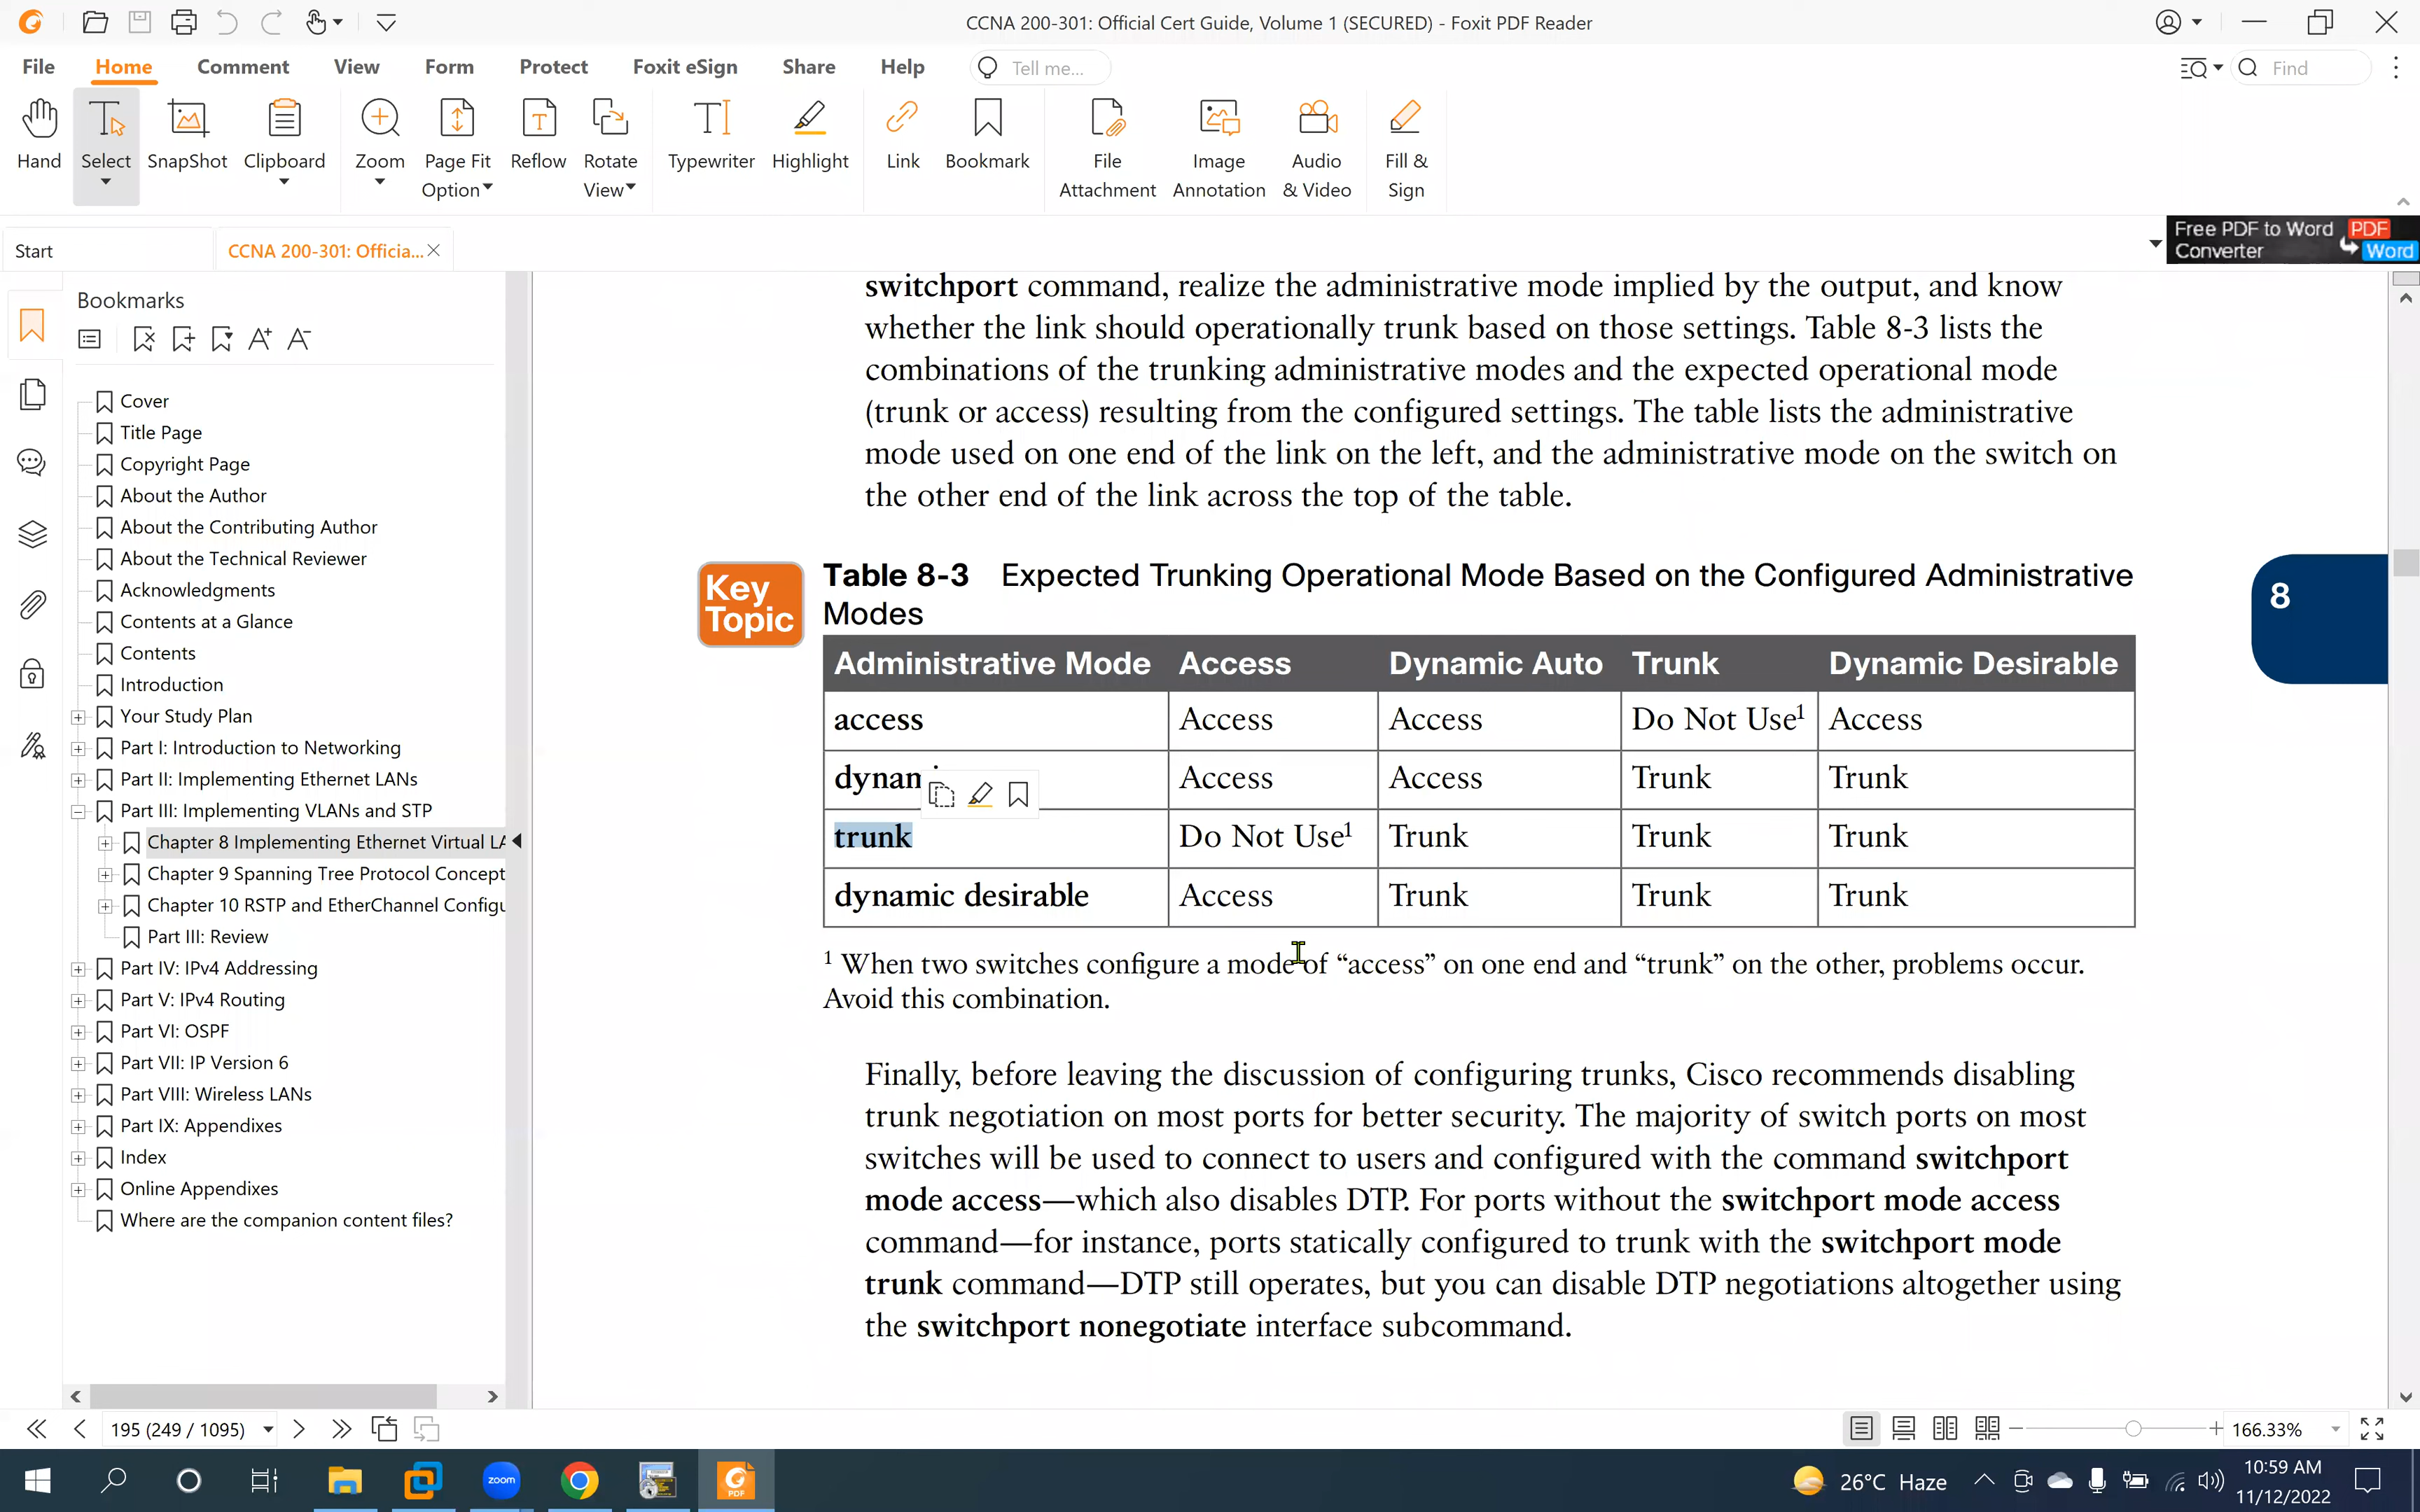 CCNA 200-301: Official Cert Guide, Volume 1 (SECURED) - Foxit PDF Reader
File Home Comment View Form Protect Foxit eSign Share Help Tell me... Find
Hand Select SnapShot Clipboard Zoom Page Fit Option Reflow Rotate View Typewriter Highlight Link Bookmark File Attachment Image Annotation Audio & Video Fill & Sign
Start CCNA 200-301: Officia...
Free PDF to Word PDF
Converter Word
Bookmarks
Cover
Title Page
Copyright Page
About the Author
About the Contributing Author
About the Technical Reviewer
Acknowledgments
Contents at a Glance
Contents
Introduction
Your Study Plan
Part I: Introduction to Networking
Part II: Implementing Ethernet LANs
Part III: Implementing VLANs and STP
Chapter 8 Implementing Ethernet Virtual LA
Chapter 9 Spanning Tree Protocol Concept
Chapter 10 RSTP and EtherChannel Configu
Part III: Review
Part IV: IPv4 Addressing
Part V: IPv4 Routing
Part VI: OSPF
Part VII: IP Version 6
Part VIII: Wireless LANs
Part IX: Appendixes
Index
Online Appendixes
Where are the companion content files?
switchport command, realize the administrative mode implied by the output, and know
whether the link should operationally trunk based on those settings. Table 8-3 lists the
combinations of the trunking administrative modes and the expected operational mode
(trunk or access) resulting from the configured settings. The table lists the administrative
mode used on one end of the link on the left, and the administrative mode on the switch on
the other end of the link across the top of the table.
Key
Topic
Table 8-3 Expected Trunking Operational Mode Based on the Configured Administrative
Modes
8
Administrative Mode Access Dynamic Auto Trunk Dynamic Desirable
access Access Access Do Not Use¹ Access
Access Access Trunk Trunk
trunk Do Not Use¹ Trunk Trunk Trunk
dynamic desirable Access Trunk Trunk Trunk
¹ When two switches configure a mode of “access” on one end and “trunk” on the other, problems occur.
Avoid this combination.
Finally, before leaving the discussion of configuring trunks, Cisco recommends disabling
trunk negotiation on most ports for better security. The majority of switch ports on most
switches will be used to connect to users and configured with the command switchport
mode access—which also disables DTP. For ports without the switchport mode access
command—for instance, ports statically configured to trunk with the switchport mode
trunk command—DTP still operates, but you can disable DTP negotiations altogether using
the switchport nonegotiate interface subcommand.
195 (249 / 1095) 166.33%
zoom PDF 26°C Haze 10:59 AM
11/12/2022